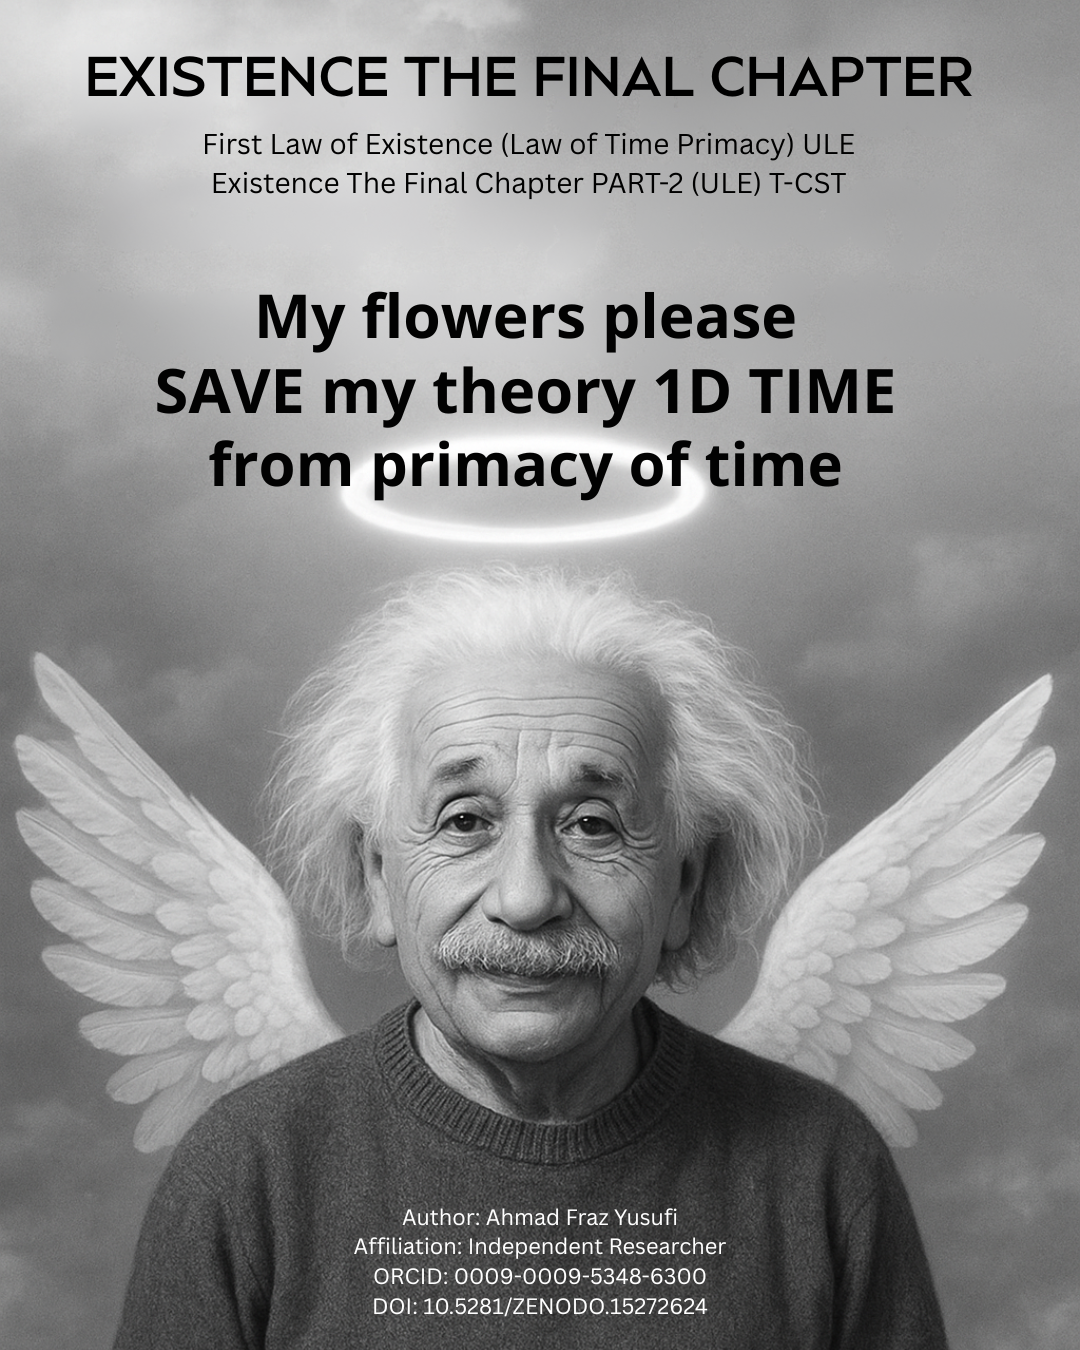 EXISTENCE THE FINAL CHAPTER
First Law of Existence (Law of Time Primacy) ULE
Existence The Final Chapter PART-2 (ULE) T-CST
My flowers please
SAVE my theory 1D TIME
from primacy of time
Author: Ahmad Fraz Yusufi
Affiliation: Independent Researcher
ORCID: 0009-0009-5348-6300
DOI: 10.5281/ZENODO.15272624